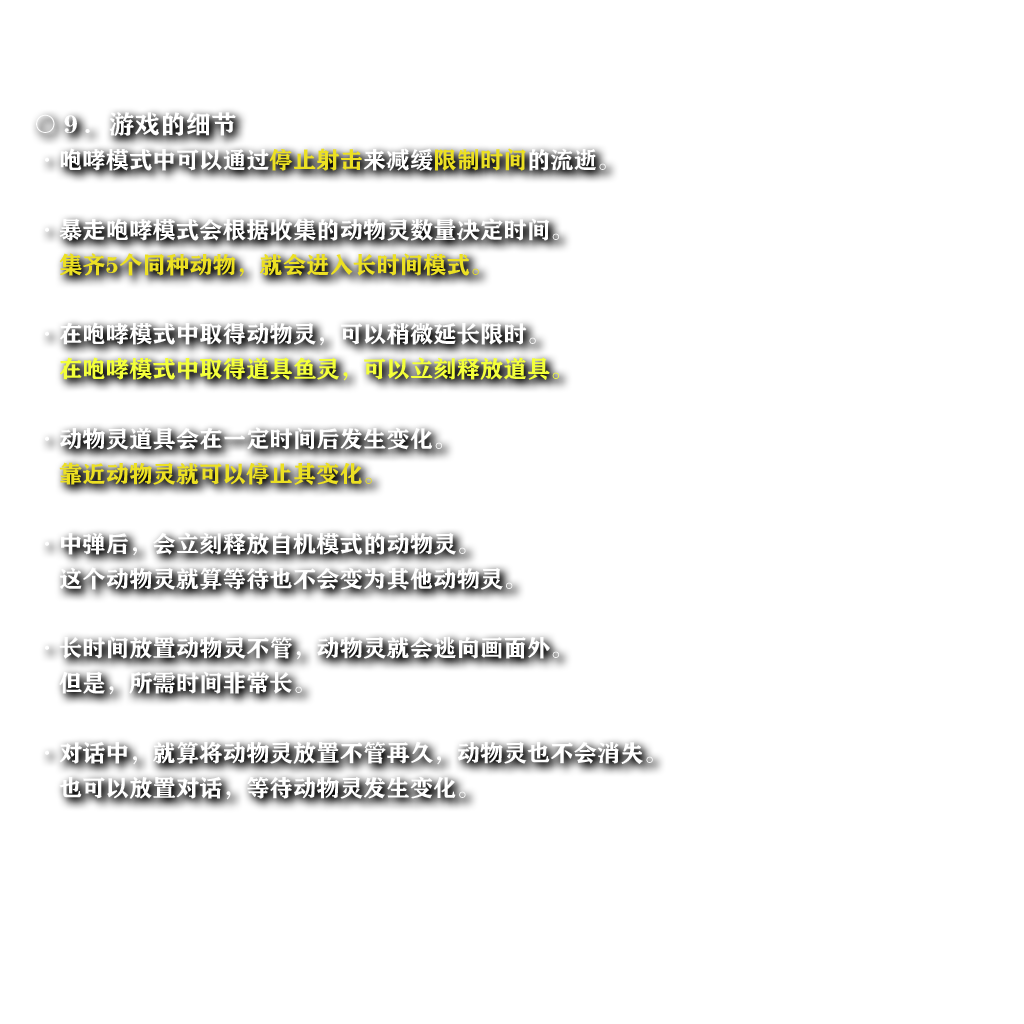 ○ 9．游戏的细节
・咆哮模式中可以通过停止射击来减缓限制时间的流逝。
・暴走咆哮模式会根据收集的动物灵数量决定时间。
集齐5个同种动物，就会进入长时间模式。
・在咆哮模式中取得动物灵，可以稍微延长限时。
在咆哮模式中取得道具鱼灵，可以立刻释放道具。
・动物灵道具会在一定时间后发生变化。
靠近动物灵就可以停止其变化。
・中弹后，会立刻释放自机模式的动物灵。
这个动物灵就算等待也不会变为其他动物灵。
・长时间放置动物灵不管，动物灵就会逃向画面外。
但是，所需时间非常长。
・对话中，就算将动物灵放置不管再久，动物灵也不会消失。
也可以放置对话，等待动物灵发生变化。